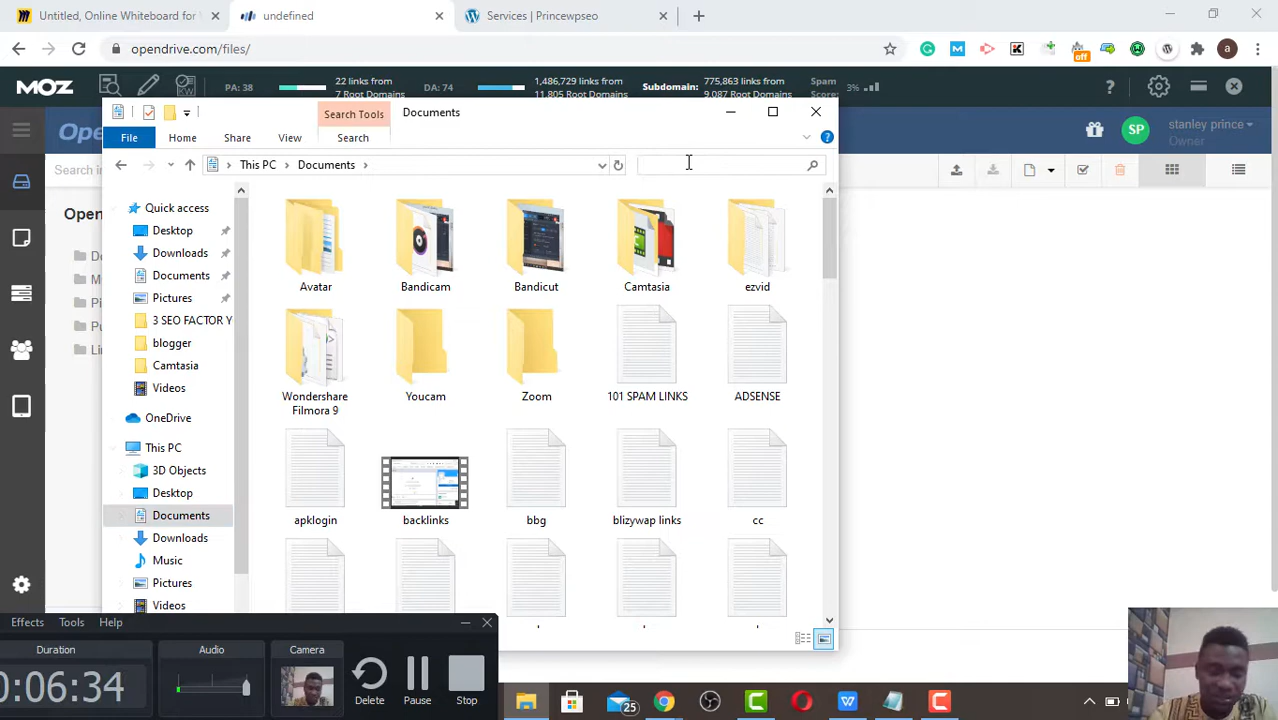 Untitled, Online Whiteboard for
undefined
Services | Princewpseo
opendrive.com/files/
off
a
MOZ
PA: 38
22 links from
7 Root Domains
DA: 74
1,486,729 links from
11,805 Root Domains
Subdomain:
775,863 links from
9,087 Root Domains
Spam
Score:
3%
Search Tools
Documents
File
Home
Share
View
Search
SP
stanley prince
Owner
This PC
Documents
Search in
Quick access
Desktop
Downloads
Documents
Pictures
3 SEO FACTOR Y
blogger
Camtasia
Videos
OneDrive
This PC
3D Objects
Desktop
Documents
Downloads
Music
Pictures
Videos
Avatar
Bandicam
Bandicut
Camtasia
ezvid
Wondershare
Filmora 9
Youcam
Zoom
101 SPAM LINKS
ADSENSE
apklogin
backlinks
bbg
blizywap links
cc
Effects
Tools
Help
Duration
Audio
Camera
0:06:34
Delete
Pause
Stop
25